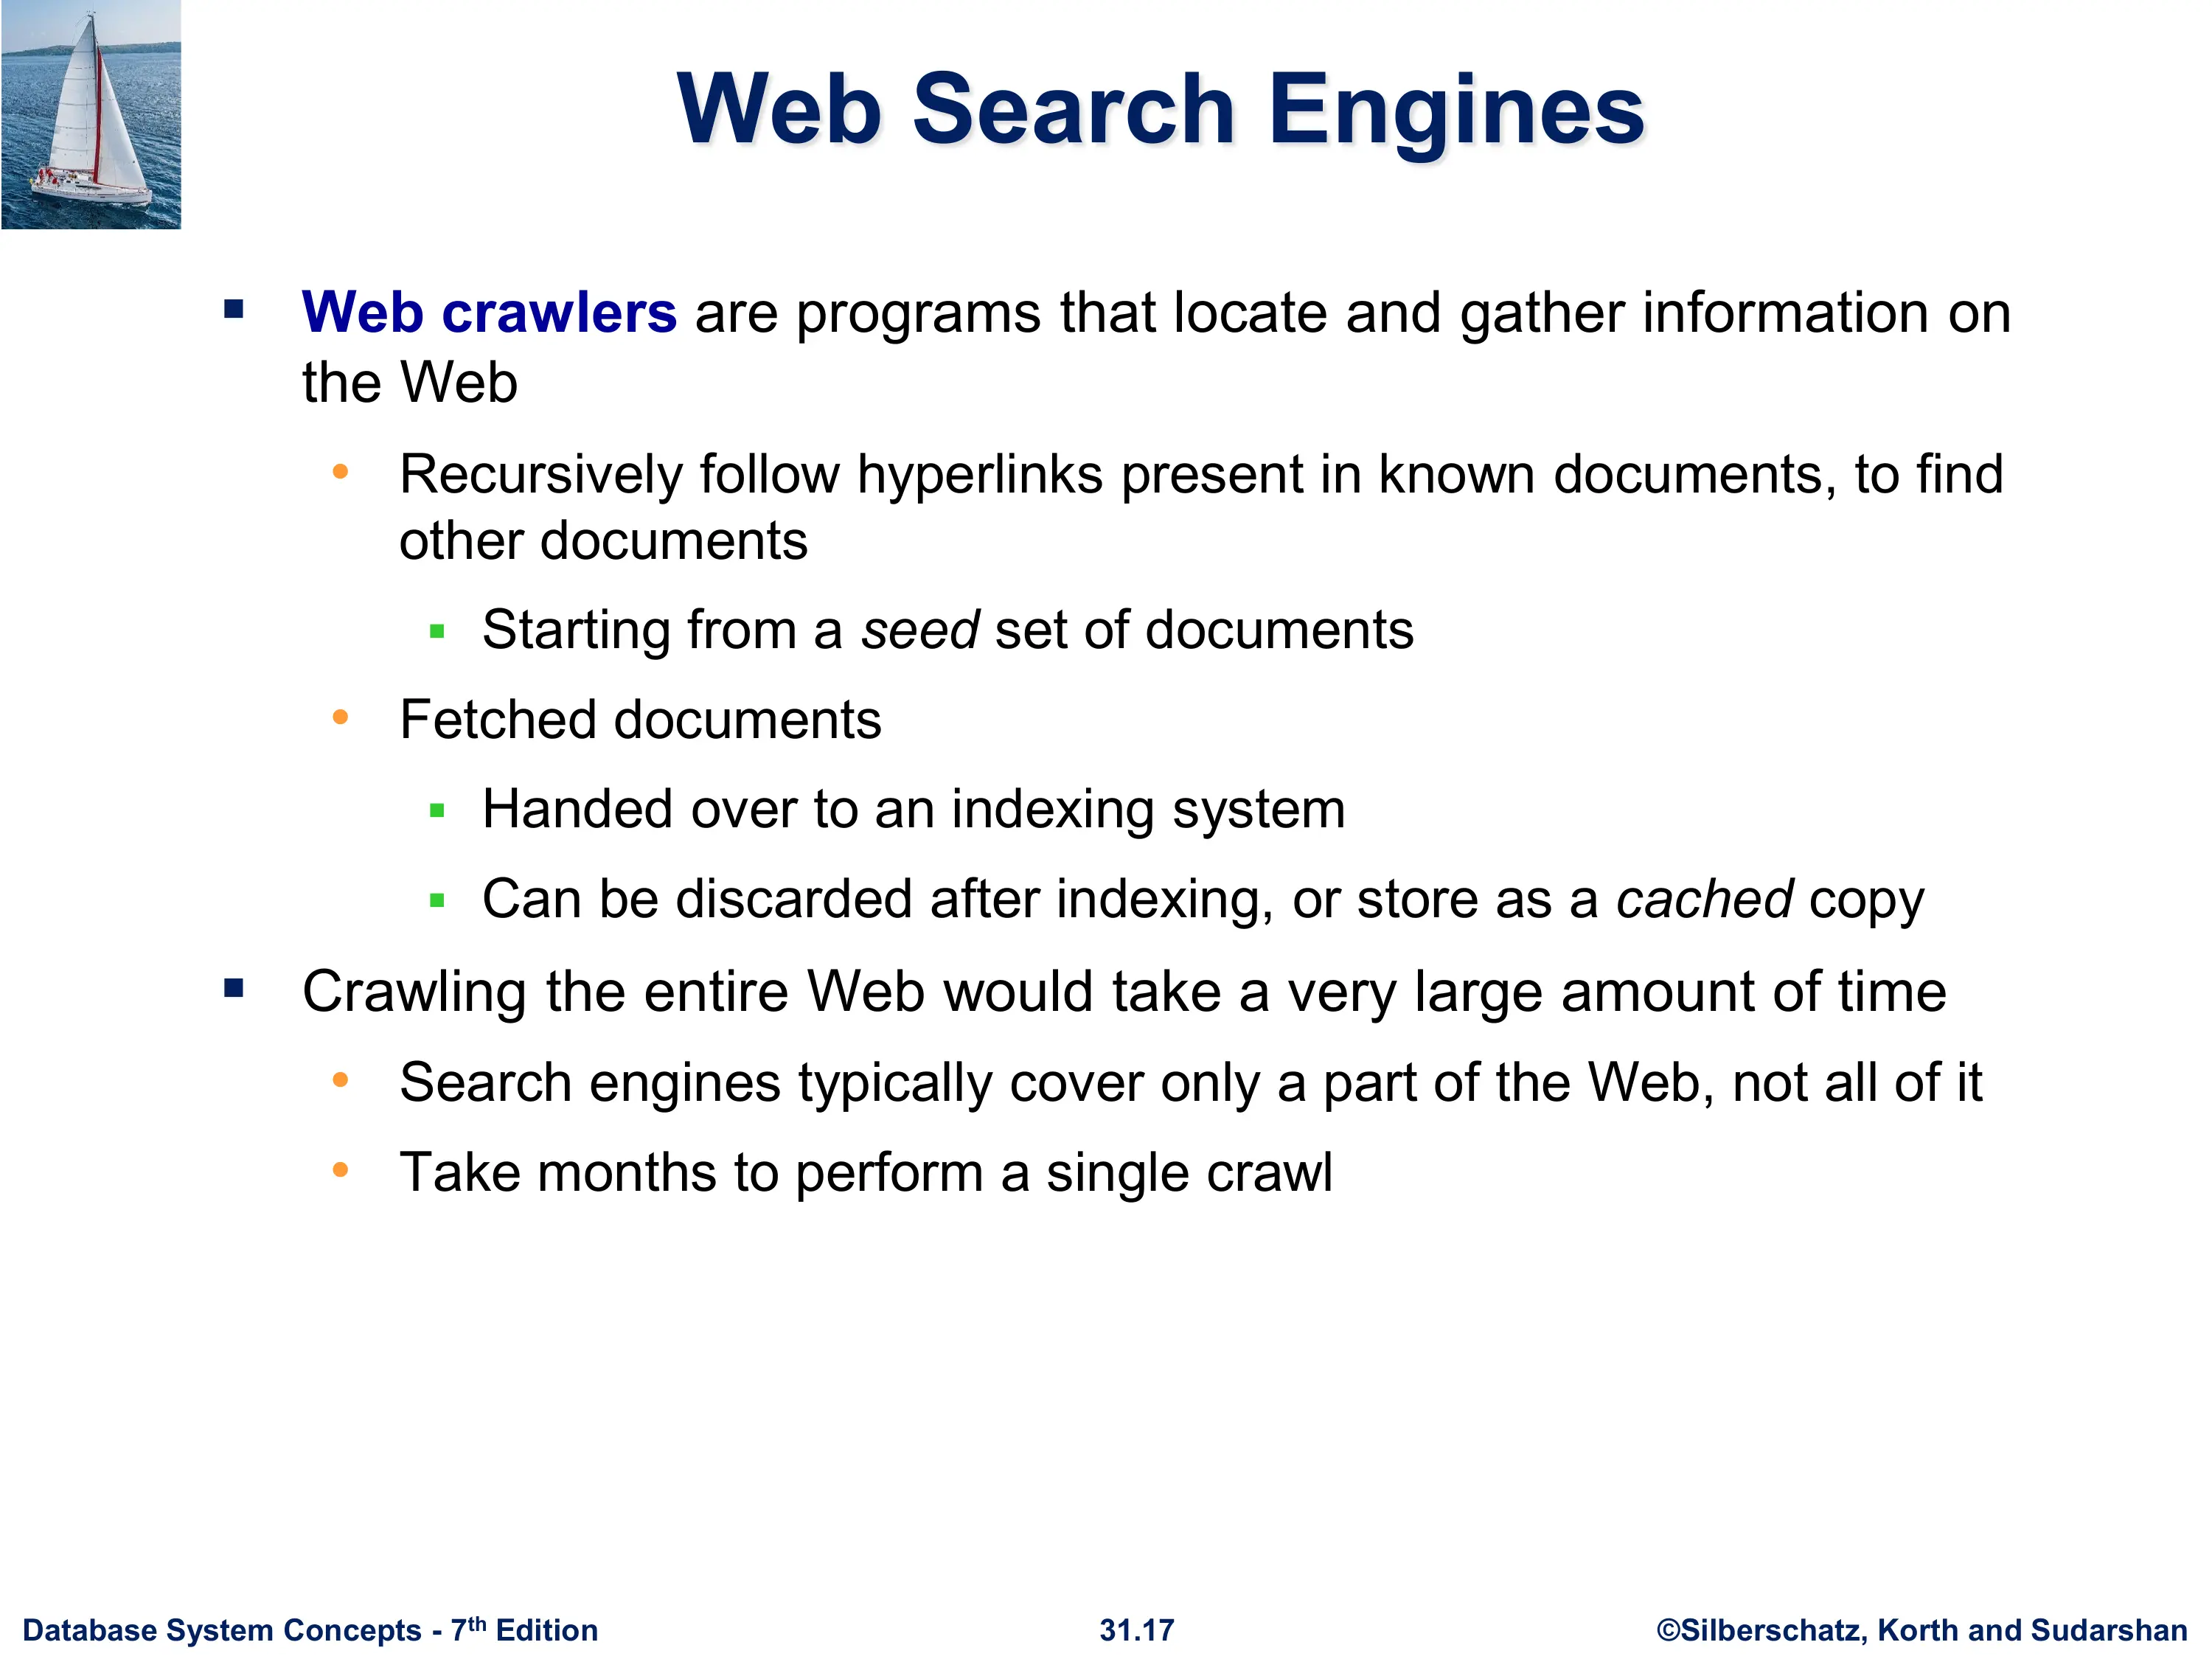 Web Search Engines
▪ Web crawlers are programs that locate and gather information on
the Web
• Recursively follow hyperlinks present in known documents, to find
other documents
▪ Starting from a seed set of documents
• Fetched documents
▪ Handed over to an indexing system
▪ Can be discarded after indexing, or store as a cached copy
▪ Crawling the entire Web would take a very large amount of time
• Search engines typically cover only a part of the Web, not all of it
• Take months to perform a single crawl
Database System Concepts - 7th Edition 31.17 ©Silberschatz, Korth and Sudarshan